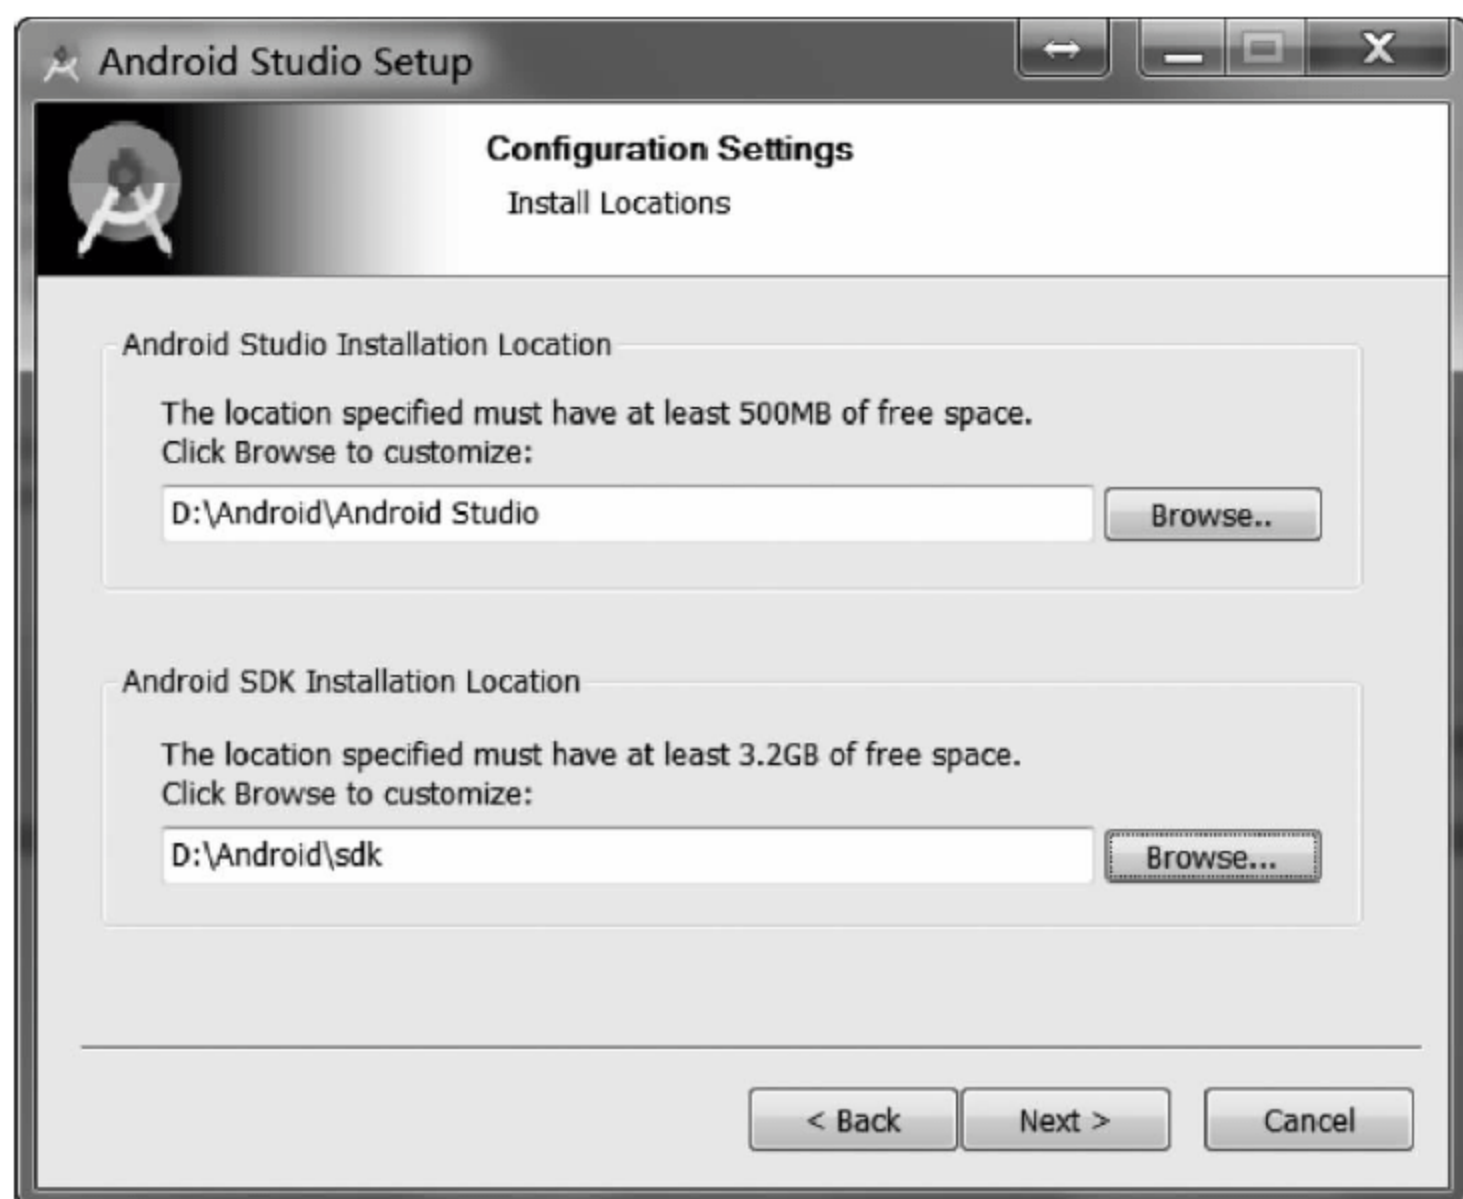 Android Studio Setup
Configuration Settings
Install Locations
Android Studio Installation Location
The location specified must have at least 500MB of free space.
Click Browse to customize:
D:\Android\Android Studio
Browse..
Android SDK Installation Location
The location specified must have at least 3.2GB of free space.
Click Browse to customize:
D:\Android\sdk
Browse...
< Back
Next >
Cancel